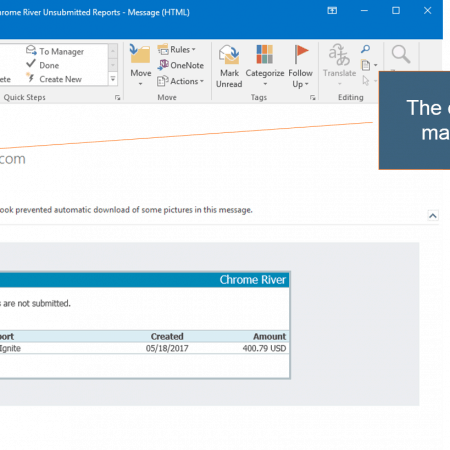 hrome River Unsubmitted Reports - Message (HTML)
To Manager
Done
ete
Create New
Quick Steps
Move
Rules
OneNote
Actions
Move
Mark Unread
Categorize
Follow Up
Tags
Translate
Editing
The
ma
com
ook prevented automatic download of some pictures in this message.
Chrome River
s are not submitted.
port Created Amount
Ignite 05/18/2017 400.79 USD